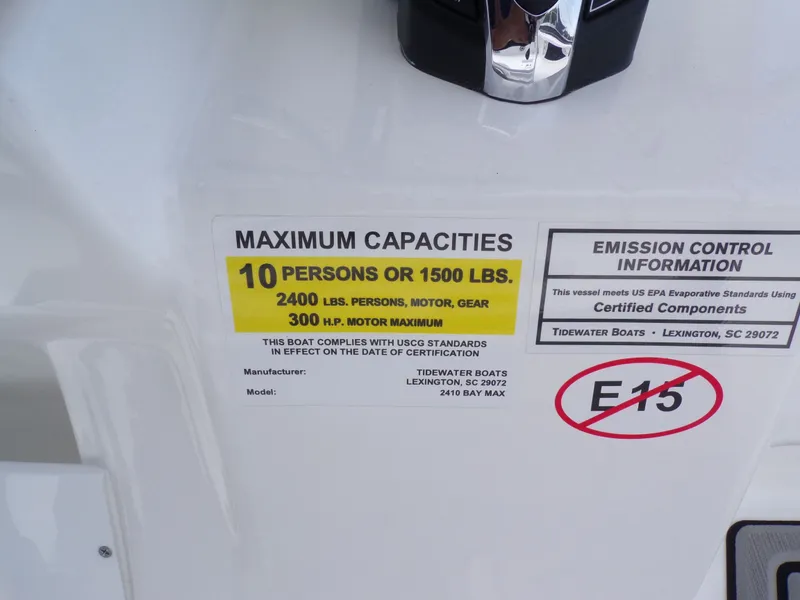 MAXIMUM CAPACITIES
10 PERSONS OR 1500 LBS.
2400 LBS. PERSONS, MOTOR, GEAR
300 H.P. MOTOR MAXIMUM
THIS BOAT COMPLIES WITH USCG STANDARDS
IN EFFECT ON THE DATE OF CERTIFICATION
Manufacturer: TIDEWATER BOATS
LEXINGTON, SC 29072
Model: 2410 BAY MAX
EMISSION CONTROL
INFORMATION
This vessel meets US EPA Evaporative Standards Using
Certified Components
TIDEWATER BOATS • LEXINGTON, SC 29072
E15